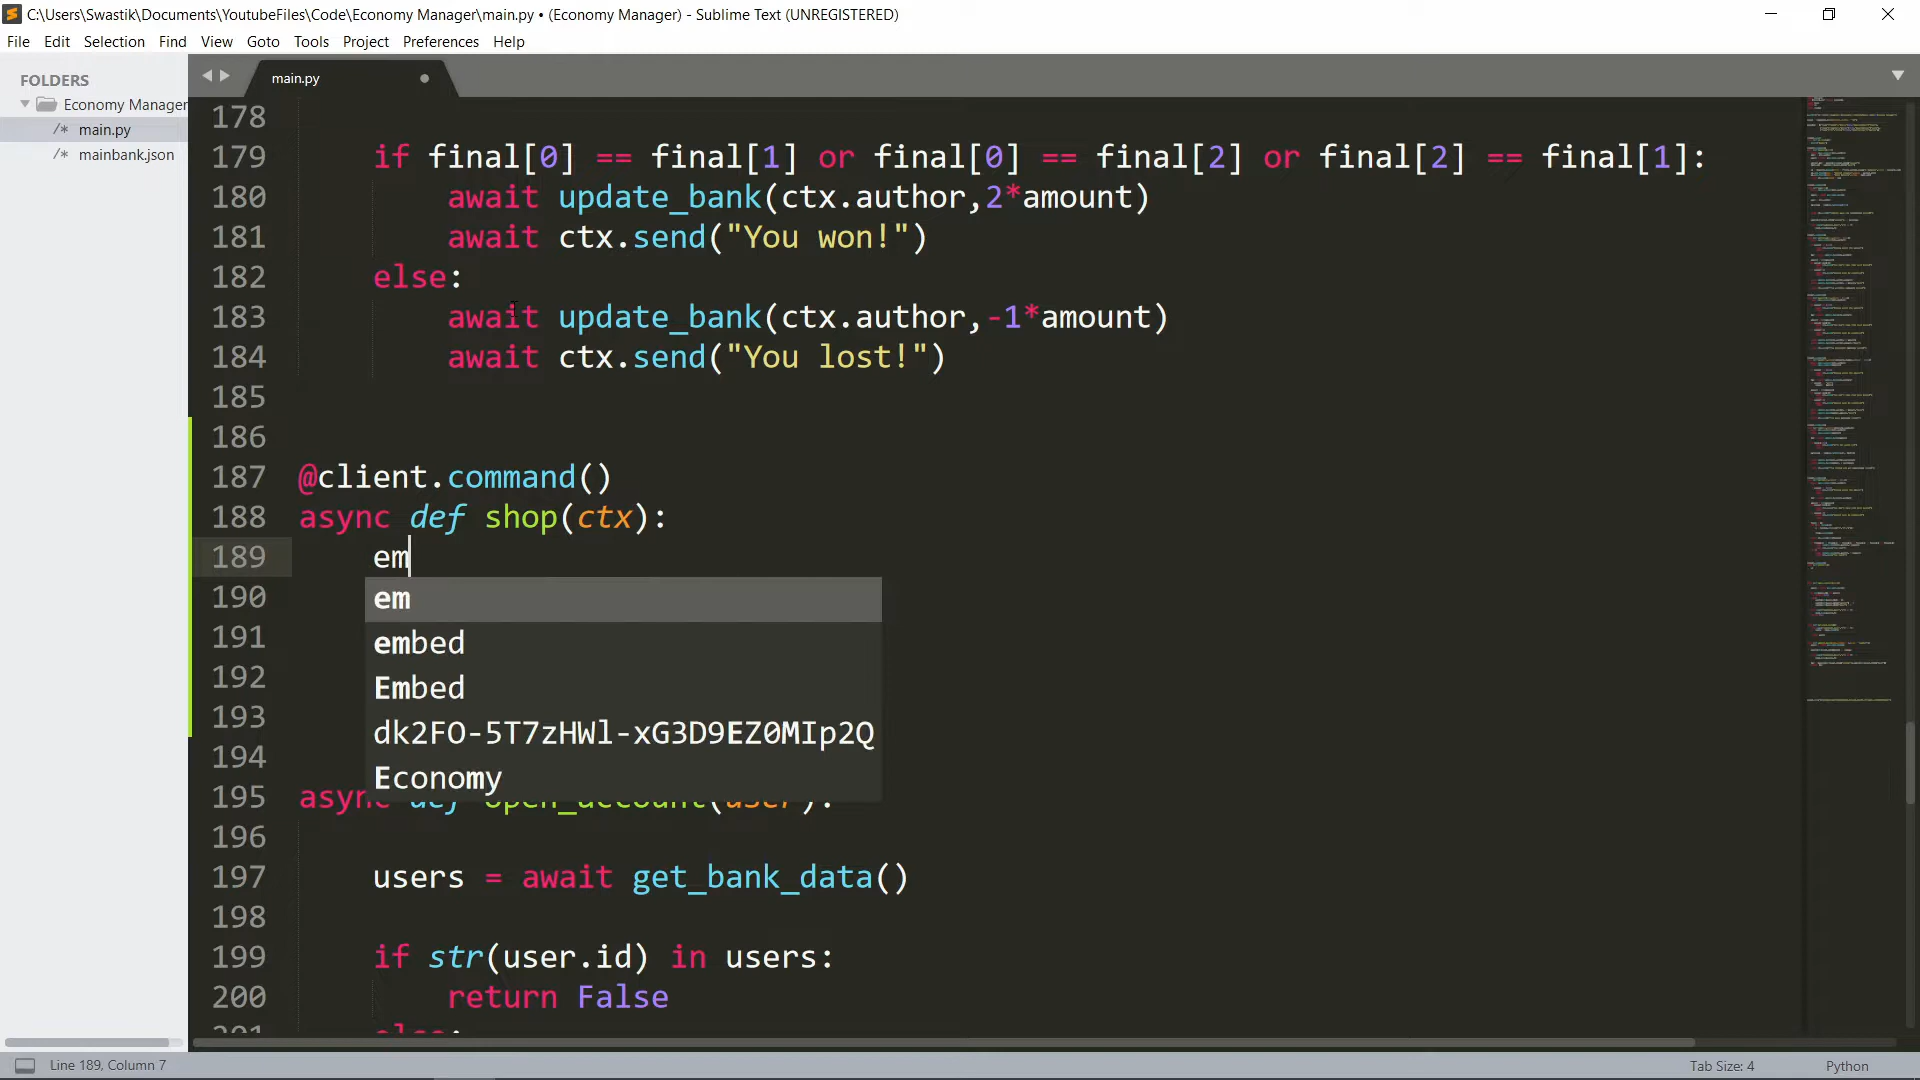 C:\Users\Swastik\Documents\YoutubeFiles\Code\Economy Manager\main.py • (Economy Manager) - Sublime Text (UNREGISTERED)
File Edit Selection Find View Goto Tools Project Preferences Help
FOLDERS
Economy Manager
/* main.py
/* mainbank.json
main.py
178
179 if final[0] == final[1] or final[0] == final[2] or final[2] == final[1]:
180 await update_bank(ctx.author,2*amount)
181 await ctx.send("You won!")
182 else:
183 await update_bank(ctx.author,-1*amount)
184 await ctx.send("You lost!")
185
186
187 @client.command()
188 async def shop(ctx):
189 em
190 em
191 embed
192 Embed
193 dk2FO-5T7zHWl-xG3D9EZ0MIp2Q
194 Economy
195 async def open_account(user):
196
197 users = await get_bank_data()
198
199 if str(user.id) in users:
200 return False
201 else:
Line 189, Column 7
Tab Size: 4
Python